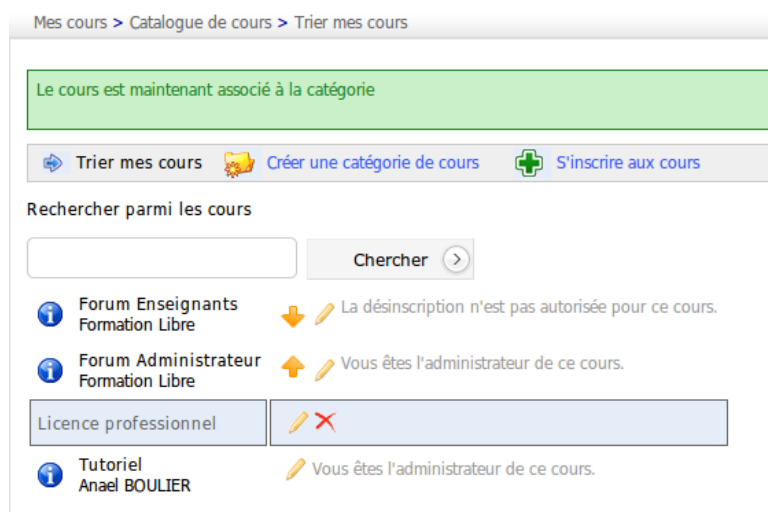 Mes cours > Catalogue de cours > Trier mes cours
Le cours est maintenant associé à la catégorie
Trier mes cours Créer une catégorie de cours S'inscrire aux cours
Rechercher parmi les cours
Chercher
Forum Enseignants
Formation Libre
La désinscription n'est pas autorisée pour ce cours.
Forum Administrateur
Formation Libre
Vous êtes l'administrateur de ce cours.
Licence professionnel
Tutoriel
Anael BOULIER
Vous êtes l'administrateur de ce cours.